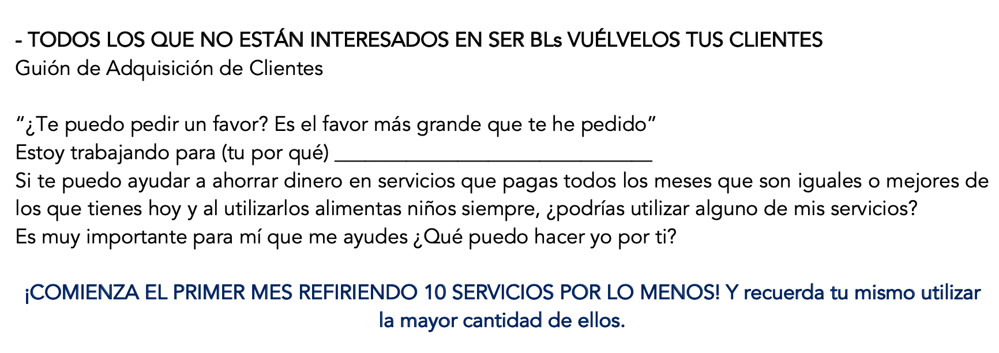 - TODOS LOS QUE NO ESTÁN INTERESADOS EN SER BLs VUÉLVELOS TUS CLIENTES
Guión de Adquisición de Clientes
“¿Te puedo pedir un favor? Es el favor más grande que te he pedido”
Estoy trabajando para (tu por qué) _______________________________
Si te puedo ayudar a ahorrar dinero en servicios que pagas todos los meses que son iguales o mejores de
los que tienes hoy y al utilizarlos alimentas niños siempre, ¿podrías utilizar alguno de mis servicios?
Es muy importante para mí que me ayudes ¿Qué puedo hacer yo por ti?
¡COMIENZA EL PRIMER MES REFIRIENDO 10 SERVICIOS POR LO MENOS! Y recuerda tu mismo utilizar
la mayor cantidad de ellos.